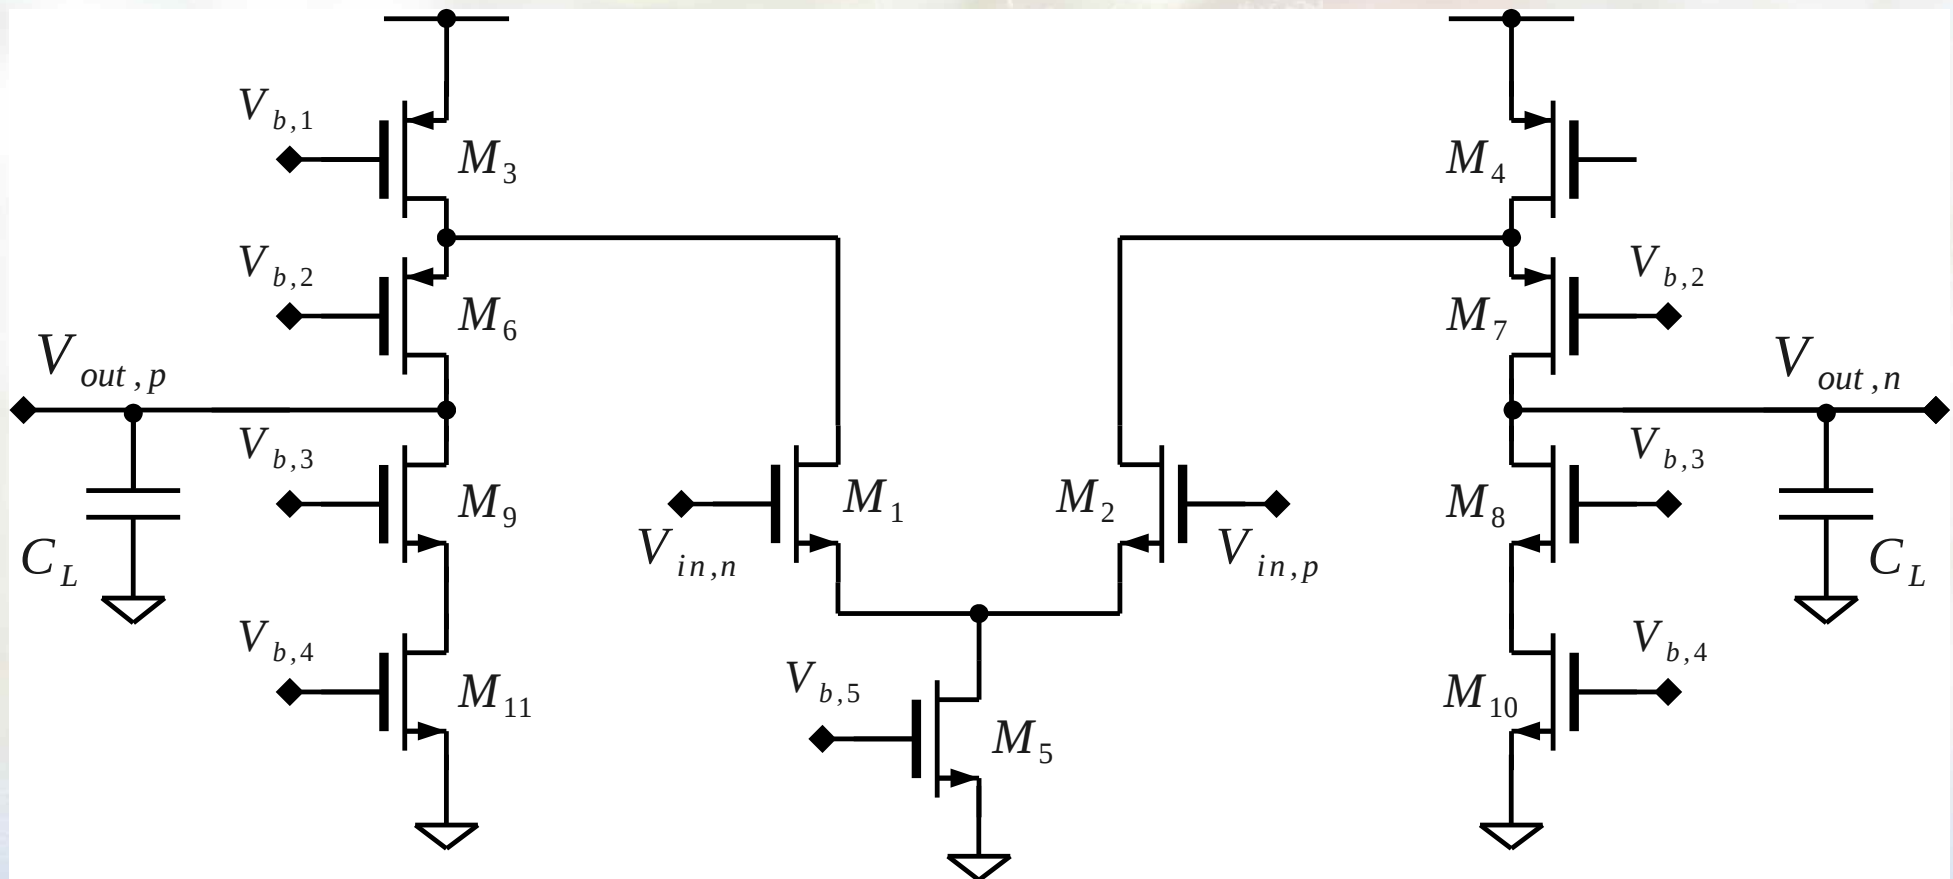 V b,1
M 3
M 4
V b,2
M 6
M 7
V b,2
V out,p
V out,n
V b,3
M 9
M 1
M 2
M 8
V b,3
V in,n
V in,p
C L
C L
V b,4
M 11
V b,5
M 5
M 10
V b,4